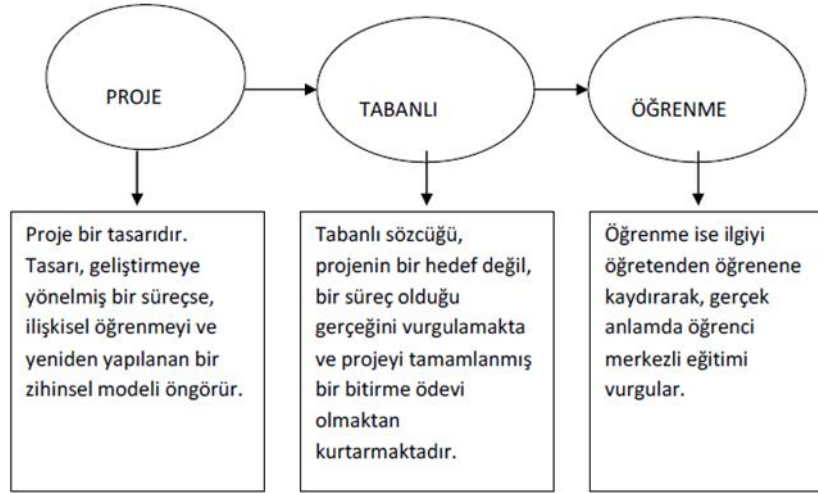 PROJE
TABANLI
ÖĞRENME
Proje bir tasarıdır.
Tasarı, geliştirmeye
yönelmiş bir süreçse,
ilişkisel öğrenmeyi ve
yeniden yapılanan bir
zihinsel modeli öngörür.
Tabanlı sözcüğü,
projenin bir hedef değil,
bir süreç olduğu
gerçeğini vurgulamakta
ve projeyi tamamlanmış
bir bitirme ödevi
olmaktan
kurtarmaktadır.
Öğrenme ise ilgiyi
öğretenden öğrenene
kaydırarak, gerçek
anlamda öğrenci
merkezli eğitimi
vurgular.